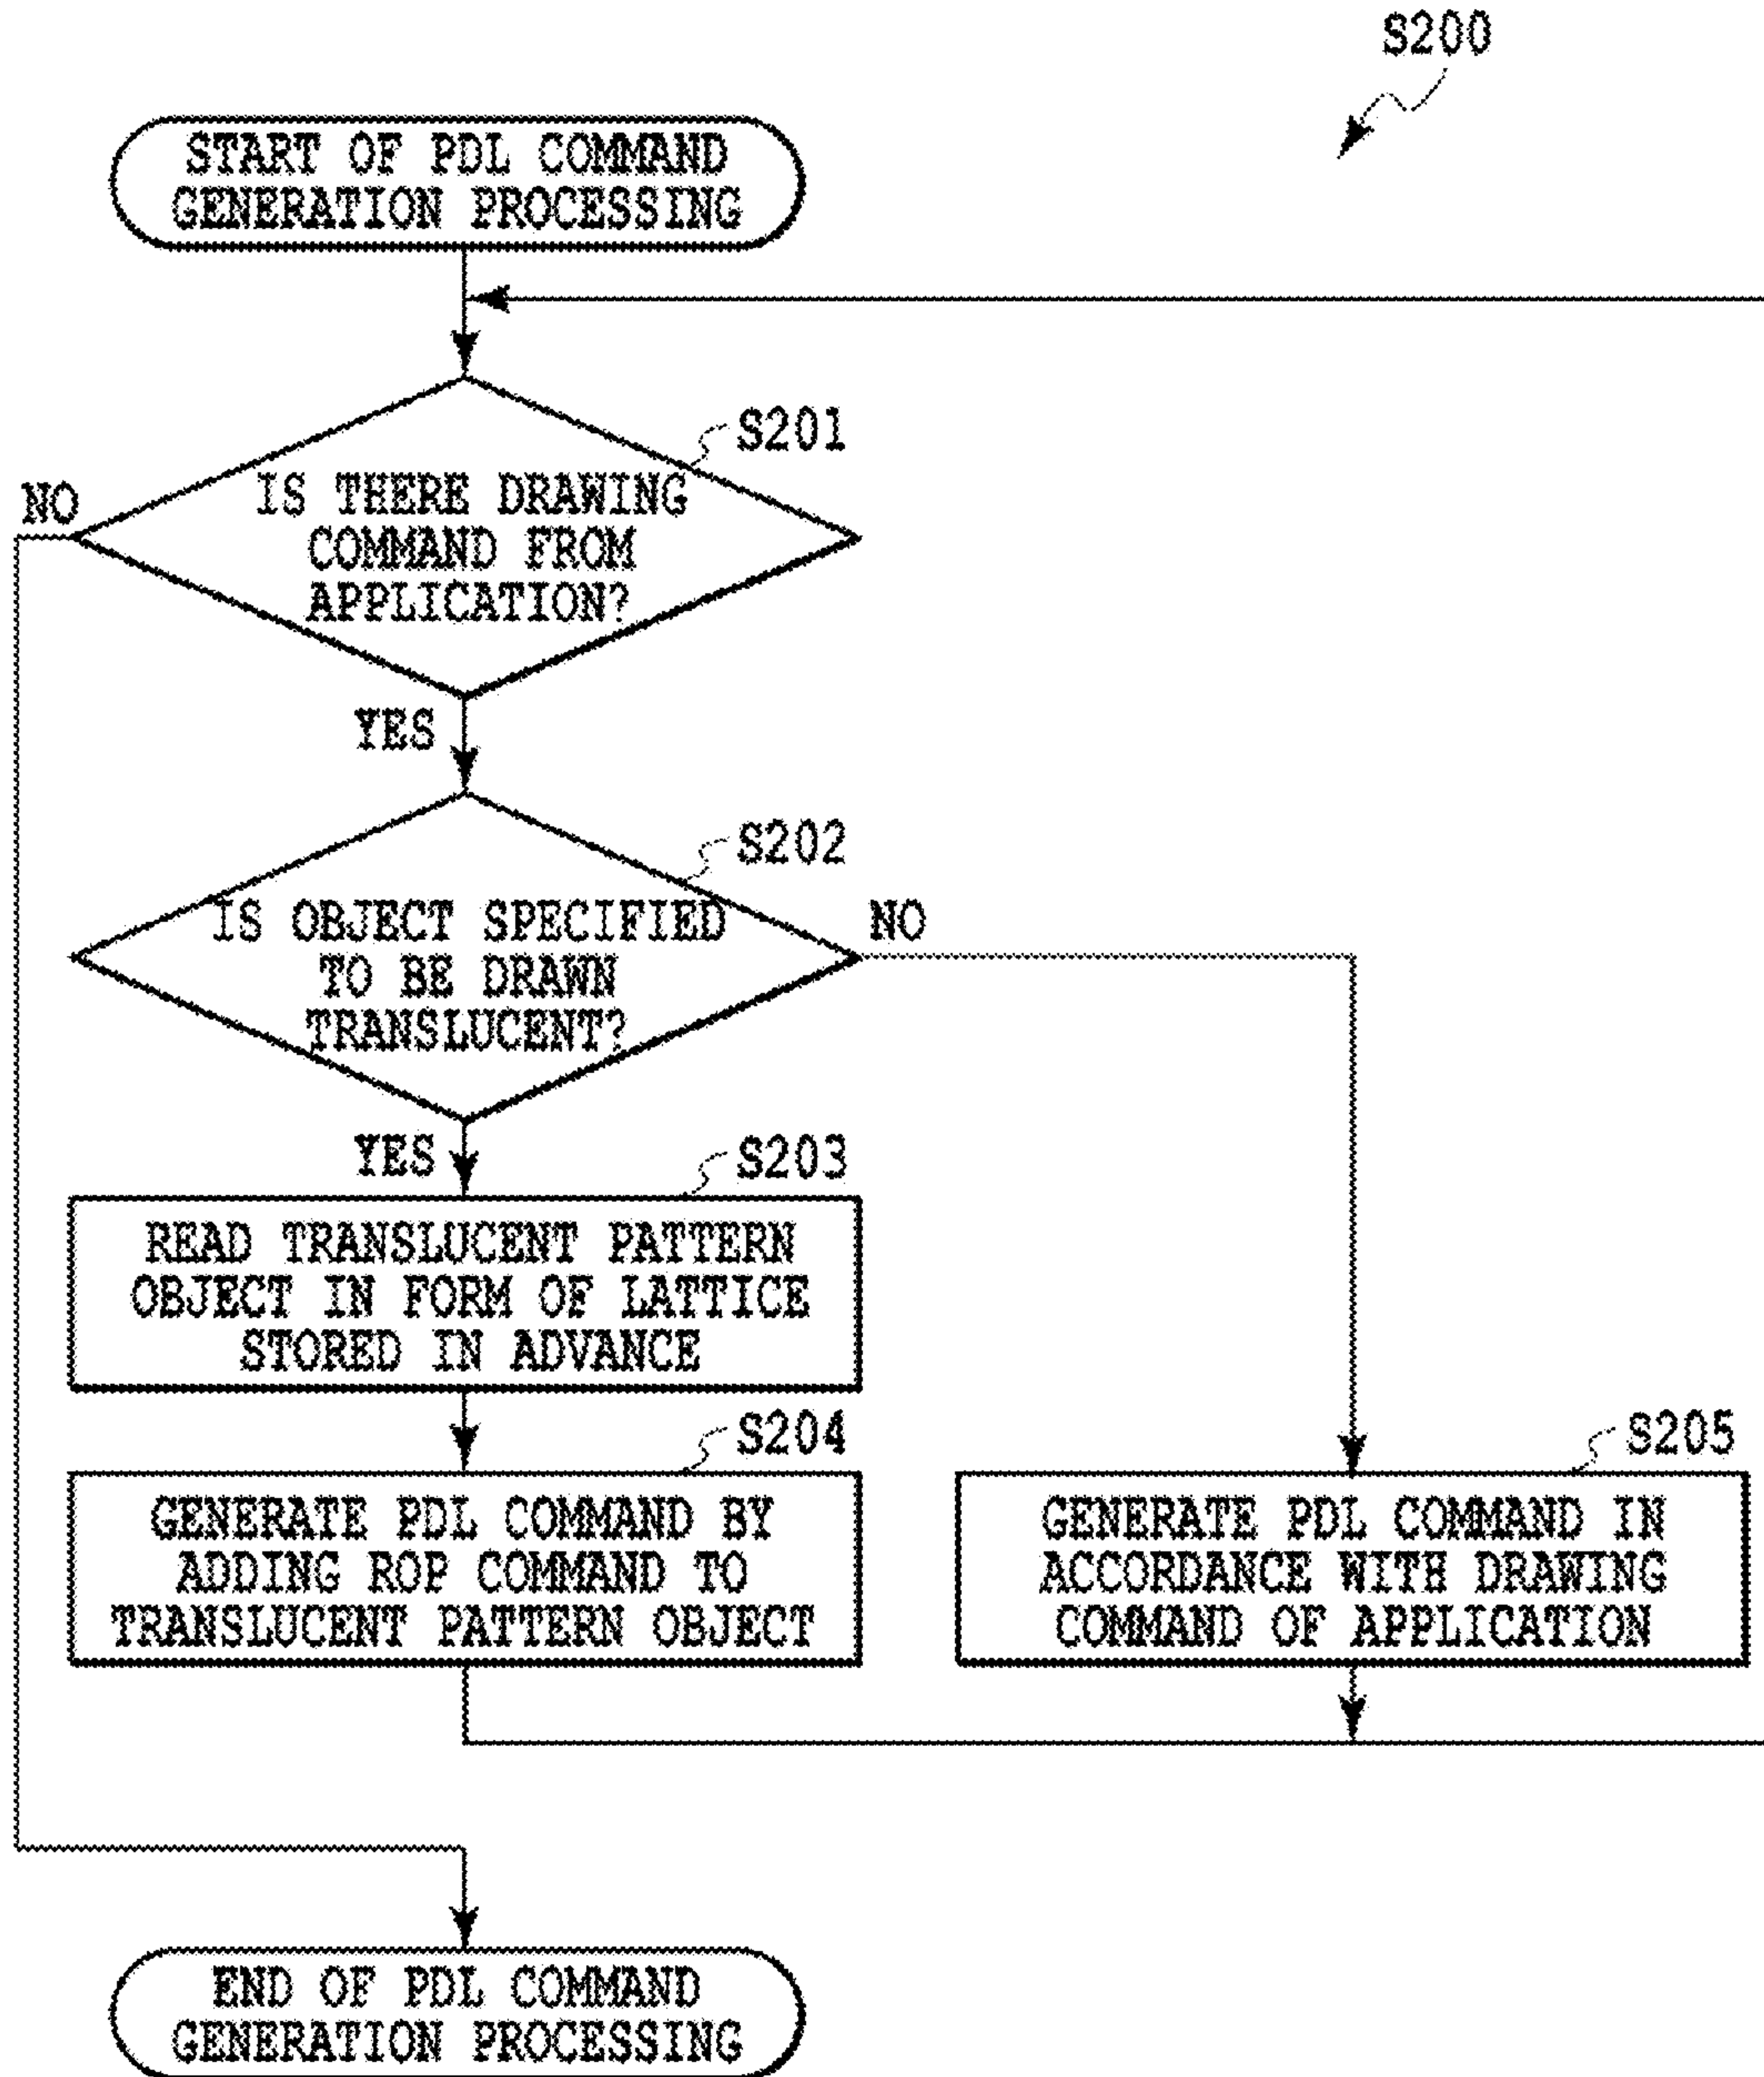 S200
START OF PDL COMMAND
GENERATION PROCESSING
S201
NO
IS THERE DRAWING
COMMAND FROM
APPLICATION?
YES
S202
IS OBJECT SPECIFIED
TO BE DRAWN
TRANSLUCENT?
NO
YES
S203
READ TRANSLUCENT PATTERN
OBJECT IN FORM OF LATTICE
STORED IN ADVANCE
S204
GENERATE PDL COMMAND BY
ADDING ROP COMMAND TO
TRANSLUCENT PATTERN OBJECT
S205
GENERATE PDL COMMAND IN
ACCORDANCE WITH DRAWING
COMMAND OF APPLICATION
END OF PDL COMMAND
GENERATION PROCESSING